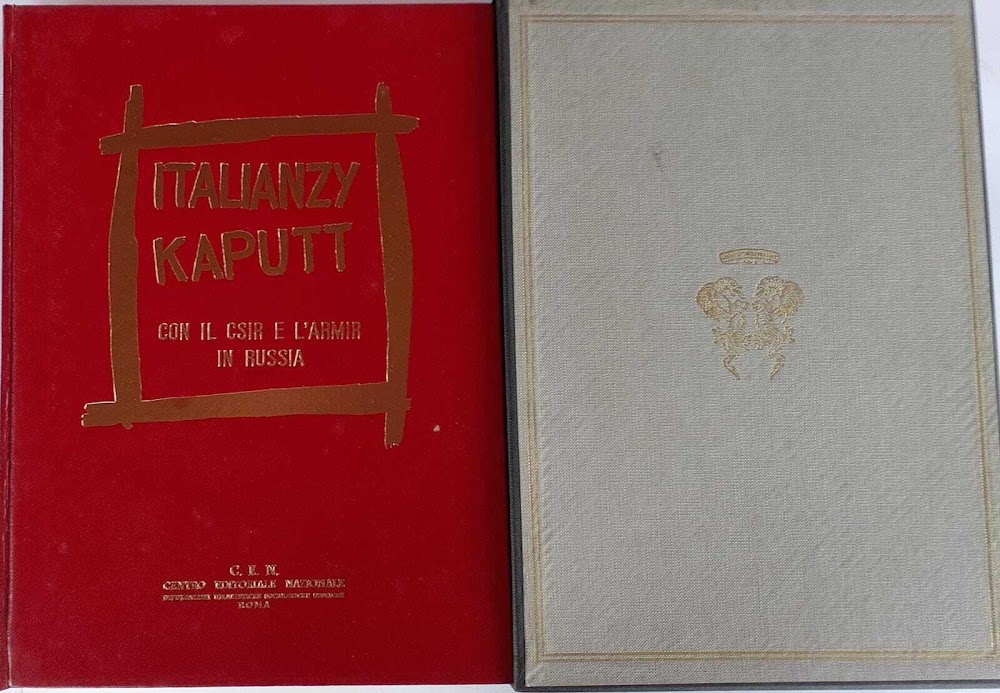 ITALIANZY
KAPUTT
CON IL CSIR E L'ARMIR
IN RUSSIA
C. E. N.
CENTRO EDITORIALE NAZIONALE
ROMA